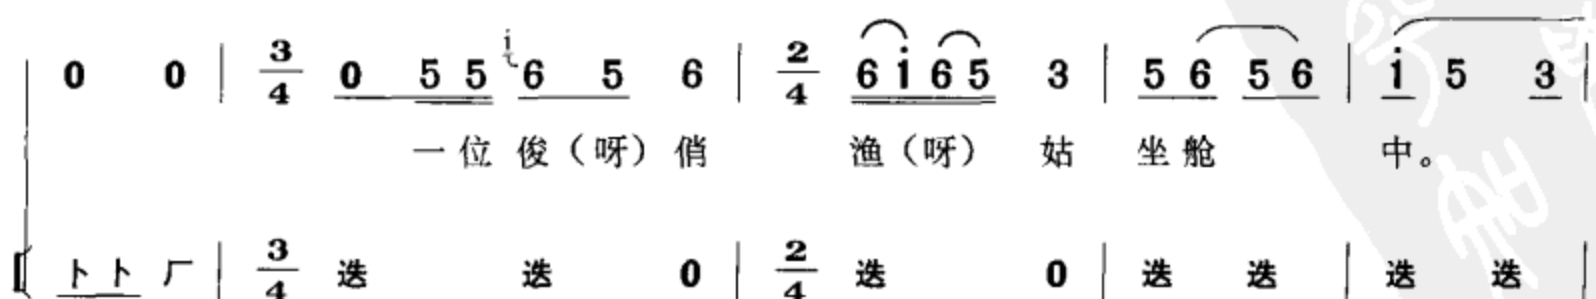 0 0 | 3/4 0 5 5 i 6 5 6 | 2/4 6 i 6 5 3 | 5 6 5 6 | i 5 3
一位 俊（呀）俏 渔（呀） 姑 坐舱 中。
卜卜 厂 | 3/4 迭 迭 0 | 2/4 迭 0 | 迭 迭 | 迭 迭